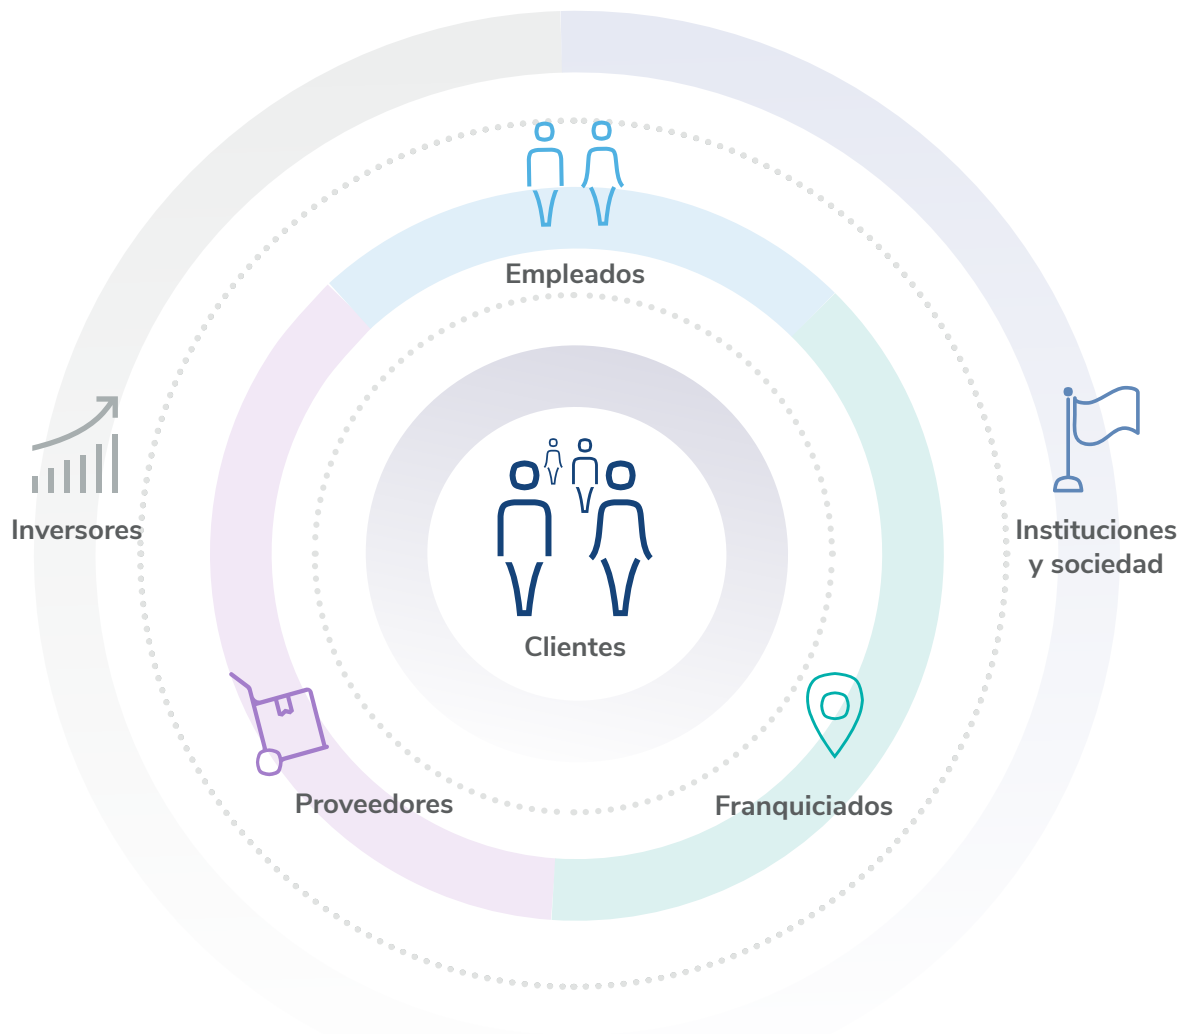 Empleados
Inversores
Instituciones
y sociedad
Clientes
Proveedores
Franquiciados